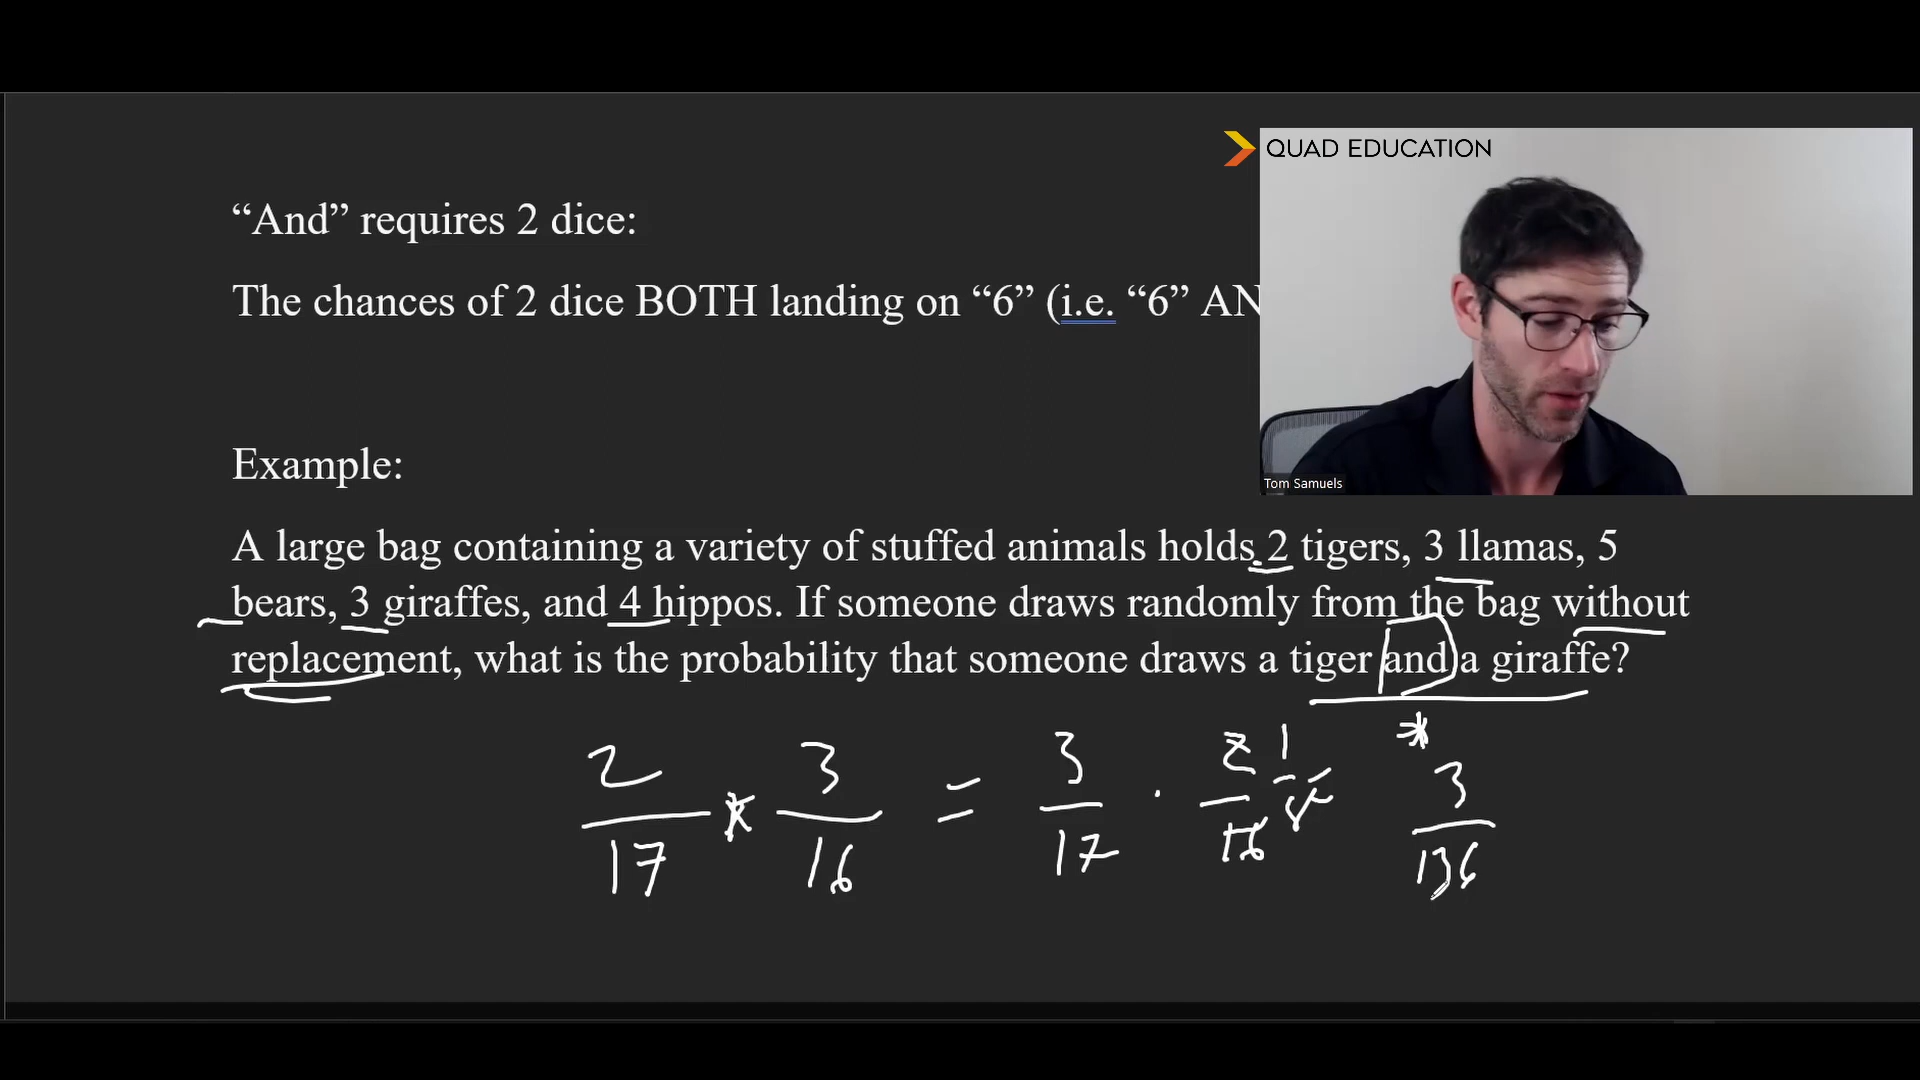 QUAD EDUCATION
“And” requires 2 dice:
The chances of 2 dice BOTH landing on “6” (i.e. “6” AN
Tom Samuels
Example:
A large bag containing a variety of stuffed animals holds 2 tigers, 3 llamas, 5
bears, 3 giraffes, and 4 hippos. If someone draws randomly from the bag without
replacement, what is the probability that someone draws a tiger and a giraffe?
*
2/17 * 3/16 = 3/17 · 2/16 1/8 3/136